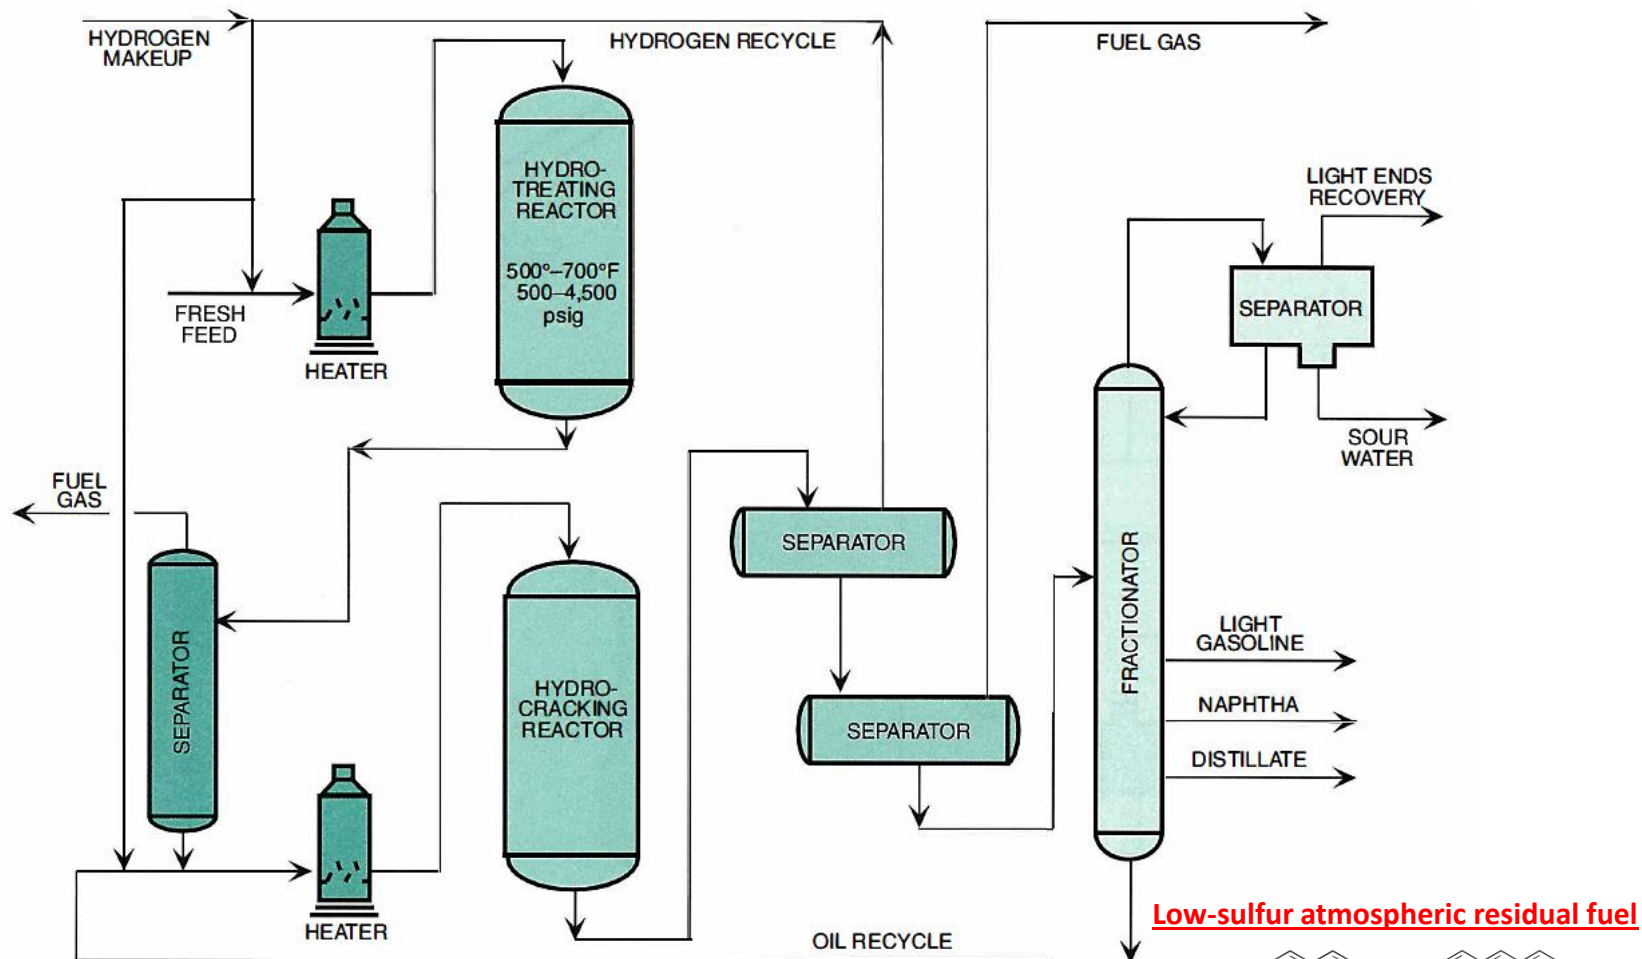 HYDROGEN
MAKEUP
HYDROGEN RECYCLE
FUEL GAS
HYDRO-
TREATING
REACTOR
500°–700°F
500–4,500
psig
LIGHT ENDS
RECOVERY
SEPARATOR
FRESH
FEED
HEATER
SOUR
WATER
FUEL
GAS
SEPARATOR
SEPARATOR
HYDRO-
CRACKING
REACTOR
SEPARATOR
FRACTIONATOR
LIGHT
GASOLINE
NAPHTHA
DISTILLATE
HEATER
OIL RECYCLE
Low-sulfur atmospheric residual fuel